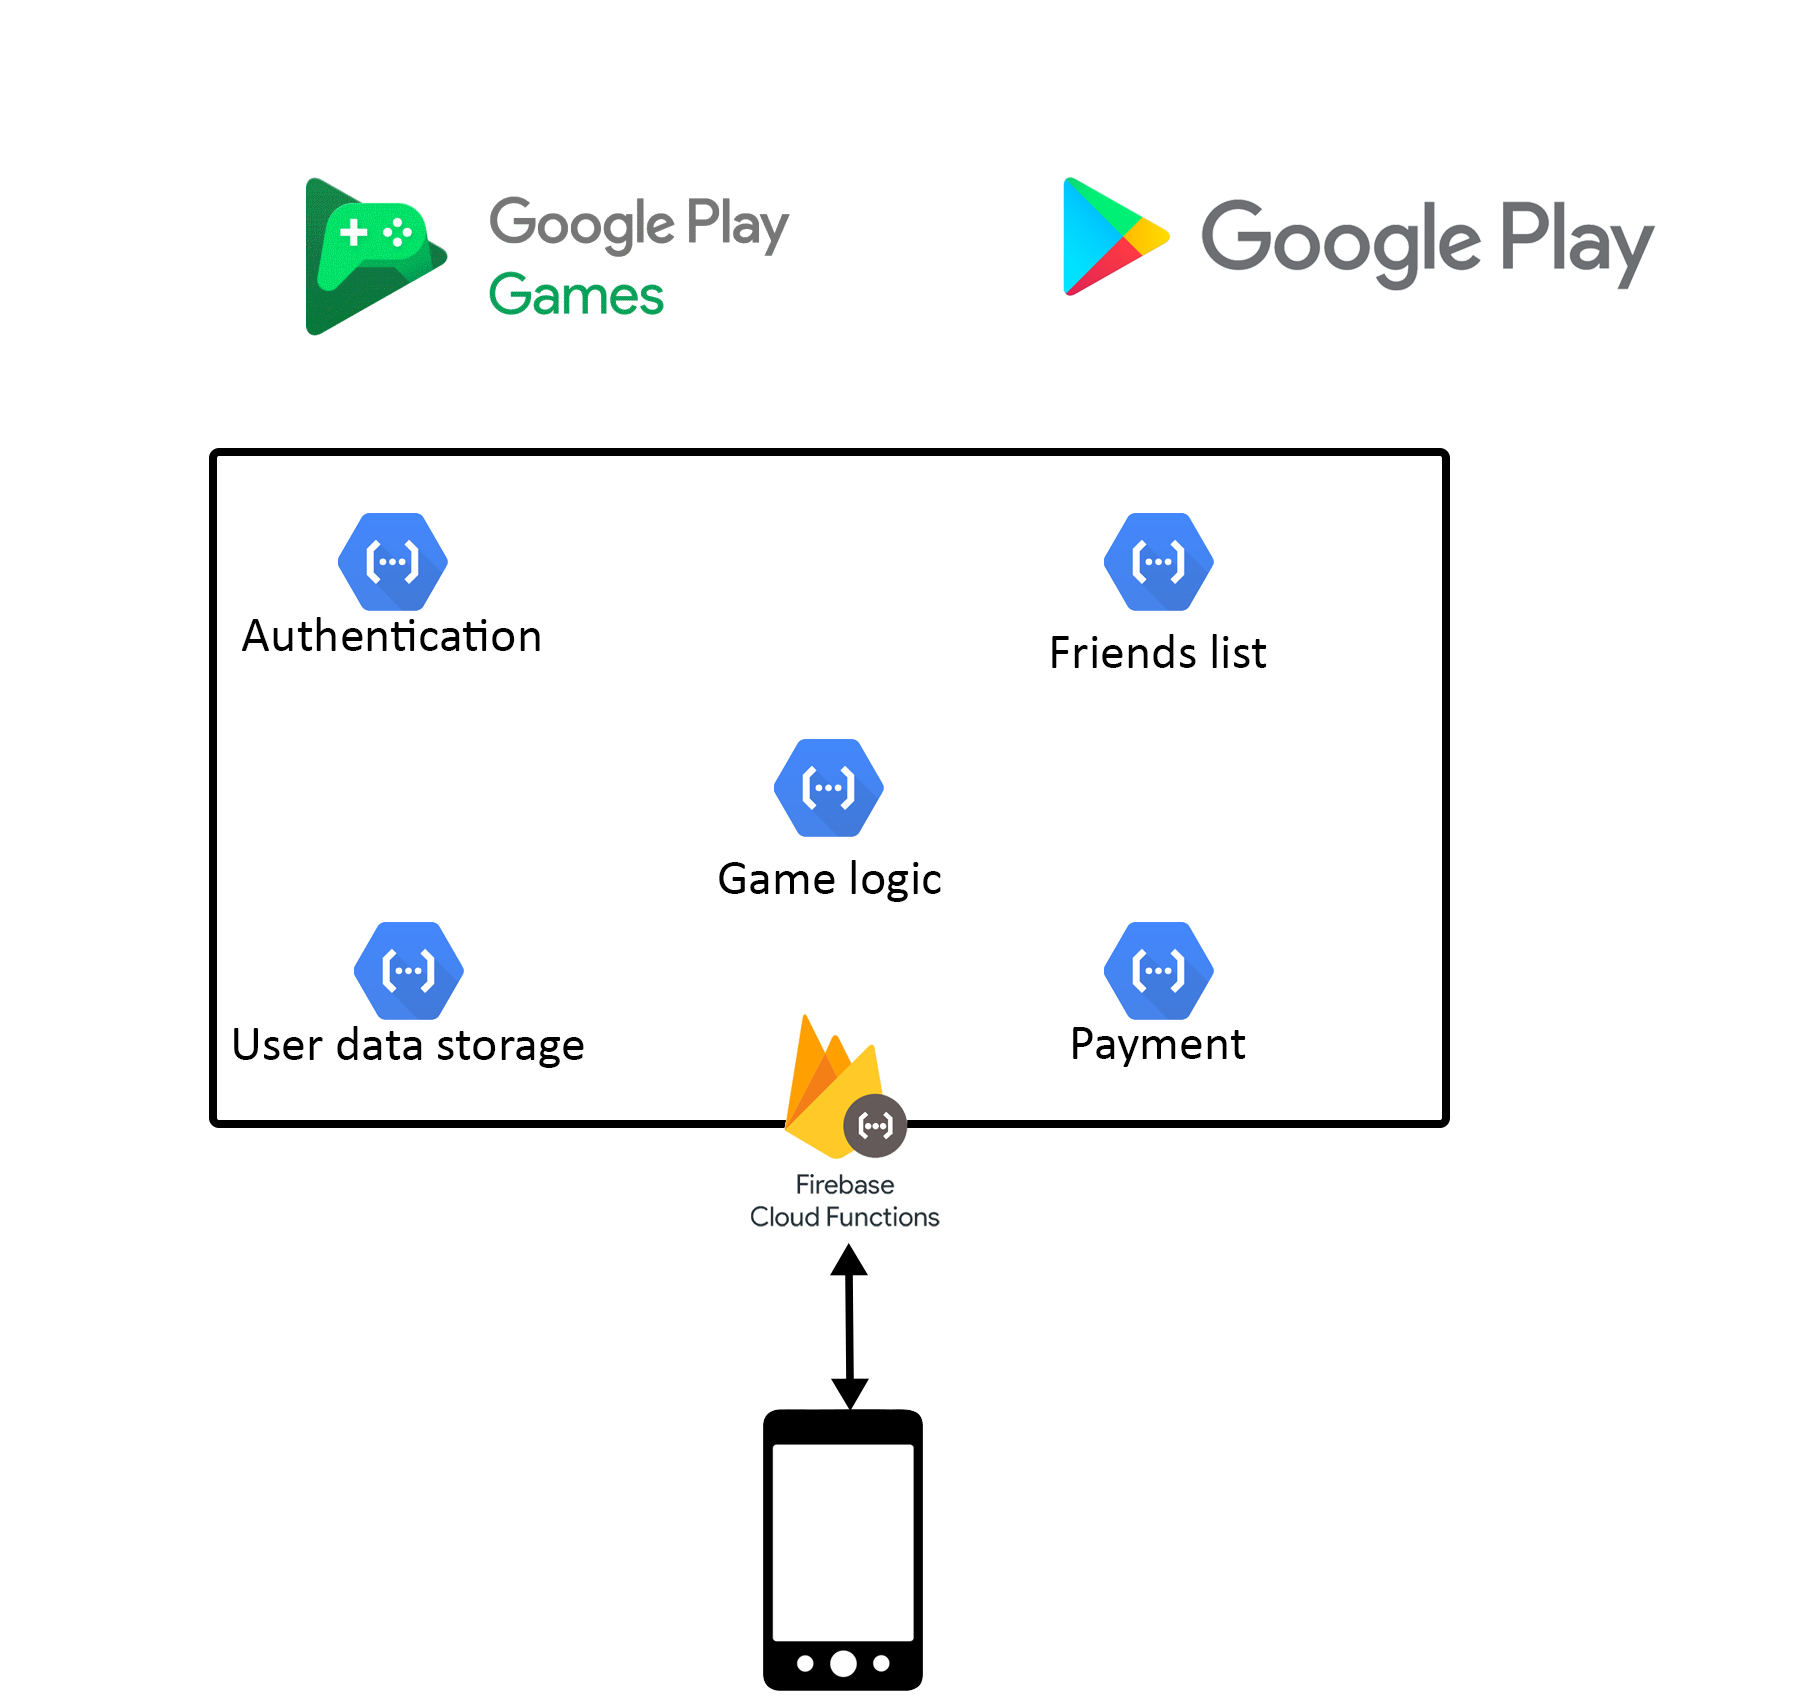 Google Play
Games
Google Play
Authentication
Friends list
Game logic
User data storage
Payment
Firebase
Cloud Functions